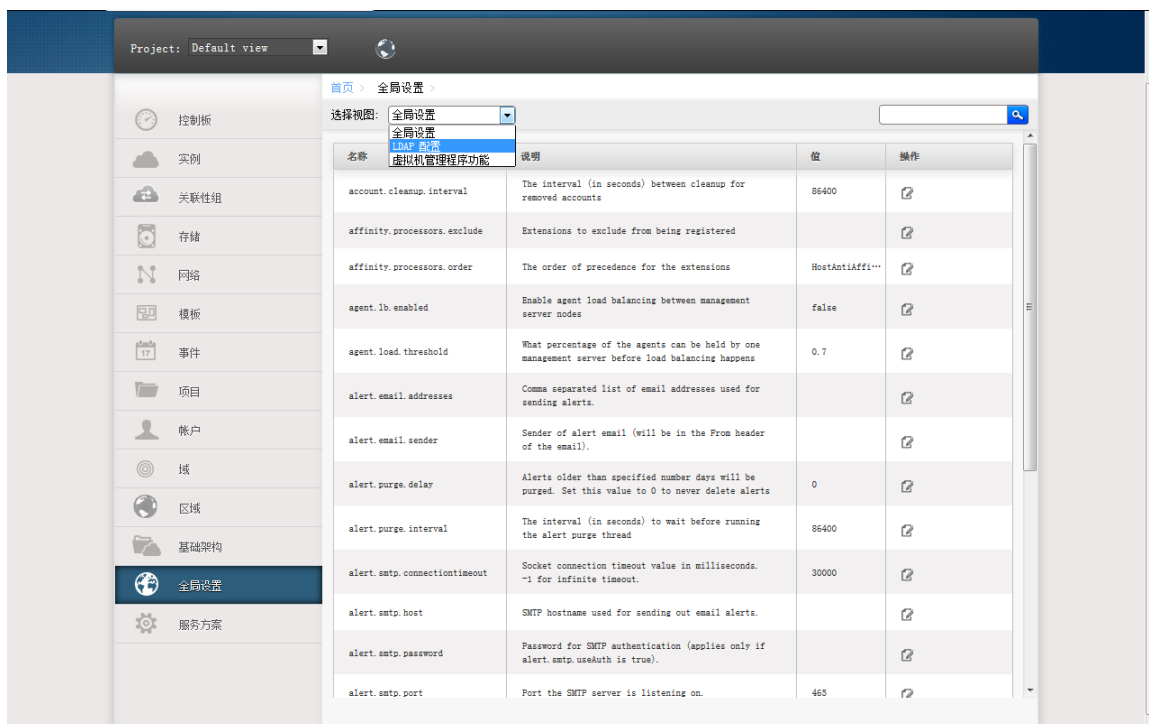 Project: Default view
首页 > 全局设置 >
选择视图: 全局设置
全局设置
LDAP 配置
虚拟机管理程序功能
控制板
实例
关联性组
存储
网络
模板
17
事件
项目
帐户
域
区域
基础架构
全局设置
服务方案
名称 说明 值 操作
account.cleanup.interval The interval (in seconds) between cleanup for 86400
removed accounts
affinity.processors.exclude Extensions to exclude from being registered
affinity.processors.order The order of precedence for the extensions HostAntiAffi…
agent.lb.enabled Enable agent load balancing between management false
server nodes
agent.load.threshold What percentage of the agents can be held by one 0.7
management server before load balancing happens
alert.email.addresses Comma separated list of email addresses used for
sending alerts.
alert.email.sender Sender of alert email (will be in the From header
of the email).
alert.purge.delay Alerts older than specified number days will be 0
purged. Set this value to 0 to never delete alerts
alert.purge.interval The interval (in seconds) to wait before running 86400
the alert purge thread
alert.smtp.connectiontimeout Socket connection timeout value in milliseconds. 30000
-1 for infinite timeout.
alert.smtp.host SMTP hostname used for sending out email alerts.
alert.smtp.password Password for SMTP authentication (applies only if
alert.smtp.useAuth is true).
alert.smtp.port Port the SMTP server is listening on. 465